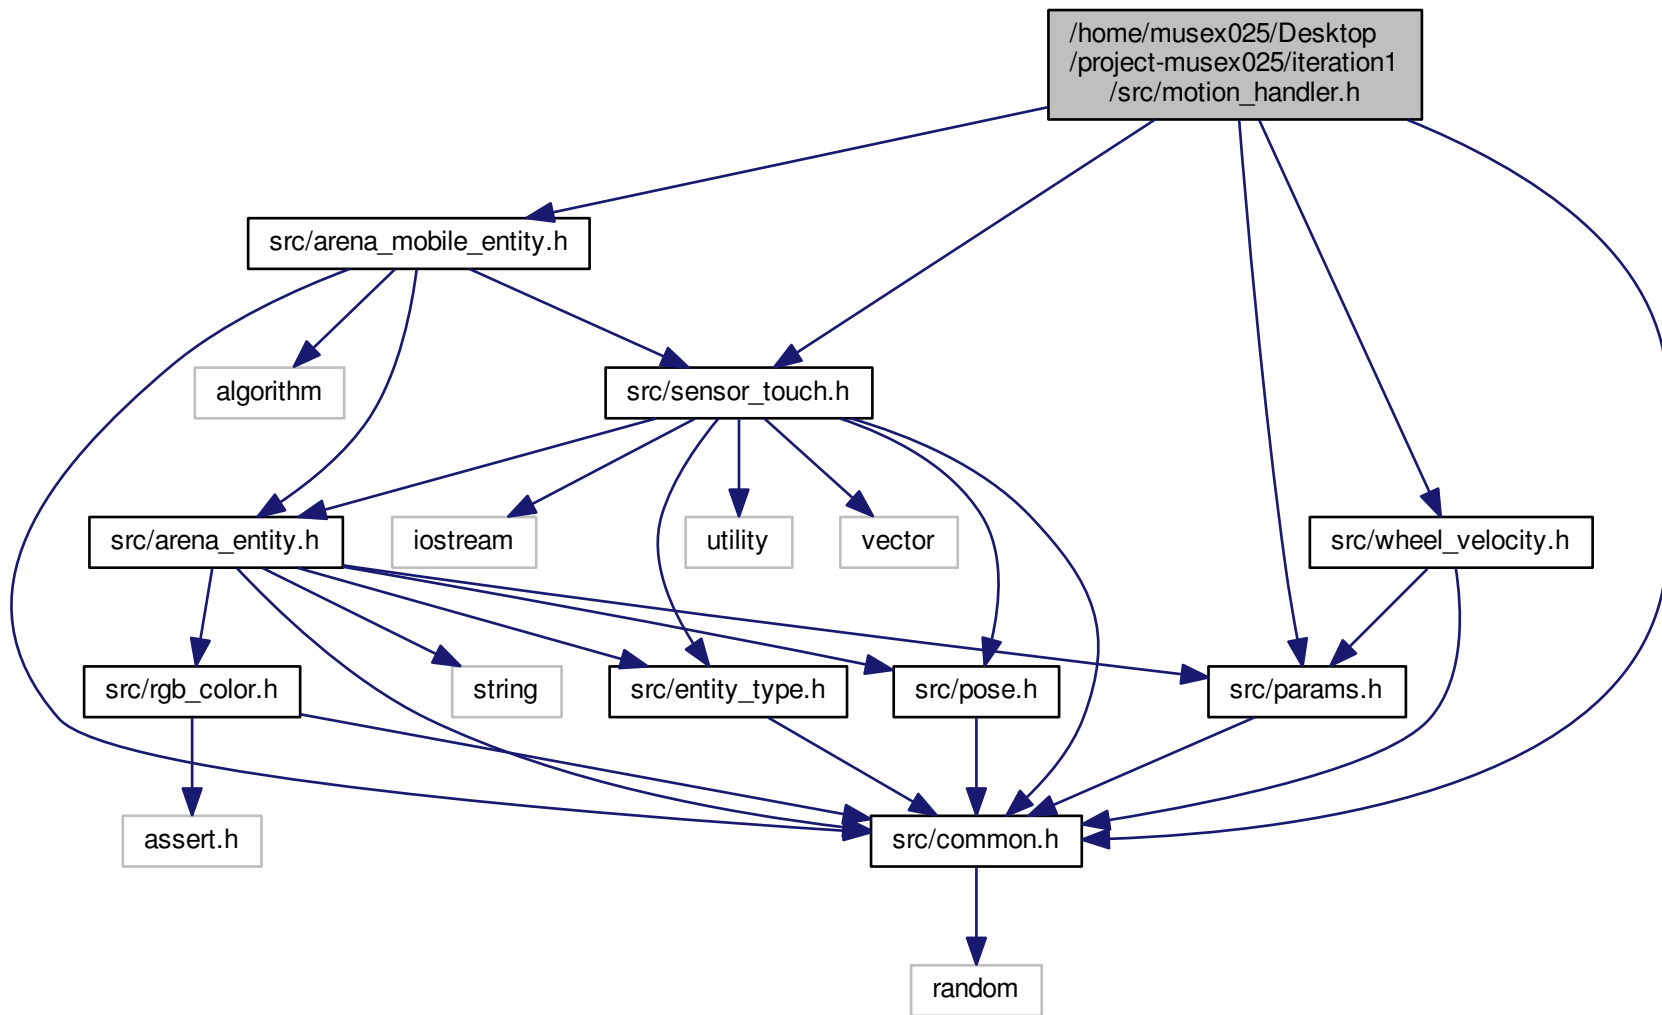 /home/musex025/Desktop
/project-musex025/iteration1
/src/motion_handler.h
src/arena_mobile_entity.h
algorithm
src/sensor_touch.h
src/arena_entity.h
iostream
utility
vector
src/wheel_velocity.h
src/rgb_color.h
string
src/entity_type.h
src/pose.h
src/params.h
assert.h
src/common.h
random